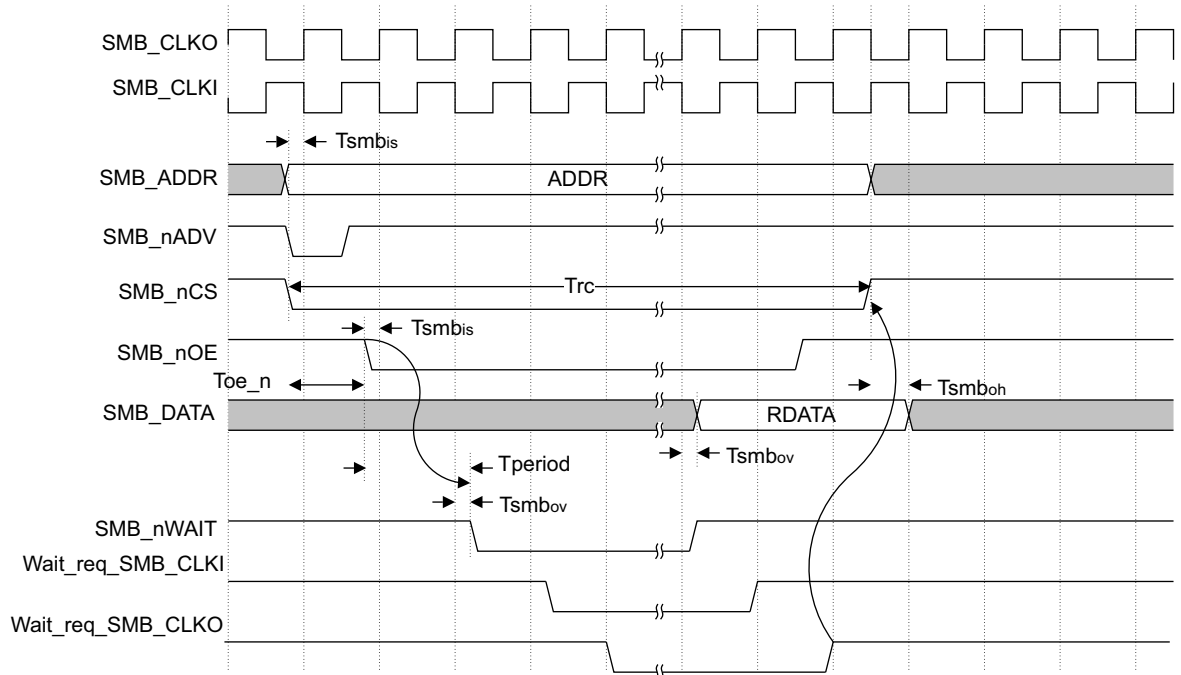 SMB_CLKO
SMB_CLKI
Tsmbis
SMB_ADDR
ADDR
SMB_nADV
SMB_nCS
Trc
Tsmbis
SMB_nOE
Toe_n
Tsmboh
SMB_DATA
RDATA
Tsmbov
Tperiod
Tsmbov
SMB_nWAIT
Wait_req_SMB_CLKI
Wait_req_SMB_CLKO